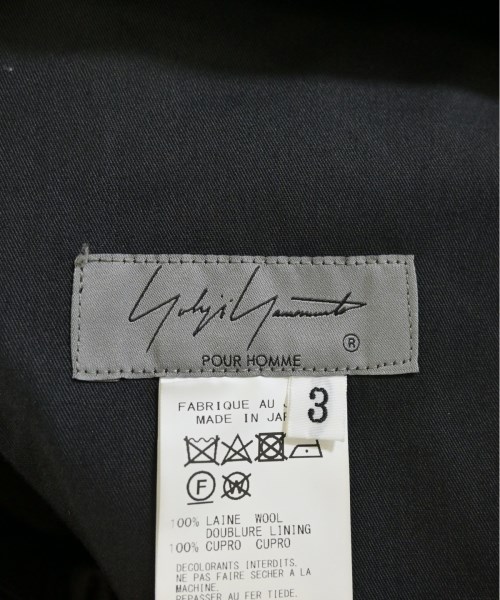 Yohji Yamamoto
®
POUR HOMME
3
FABRIQUE AU
MADE IN
F
W
100% LAINE WOOL
DOUBLURE LINING
100% CUPRO CUPRO
DECOLORANTS INTERDITS.
NE PAS FAIRE SECHER A LA
MACHINE.
REPASSER AU FER TIEDE.